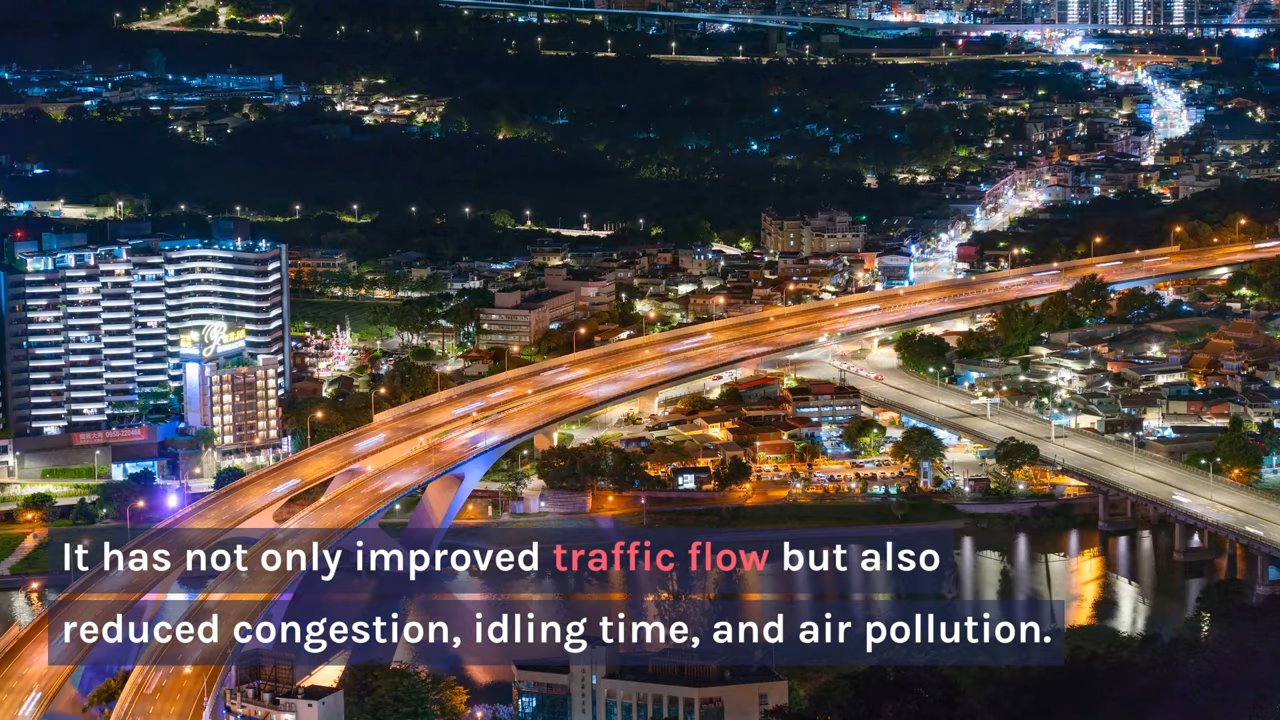 It has not only improved traffic flow but also
reduced congestion, idling time, and air pollution.